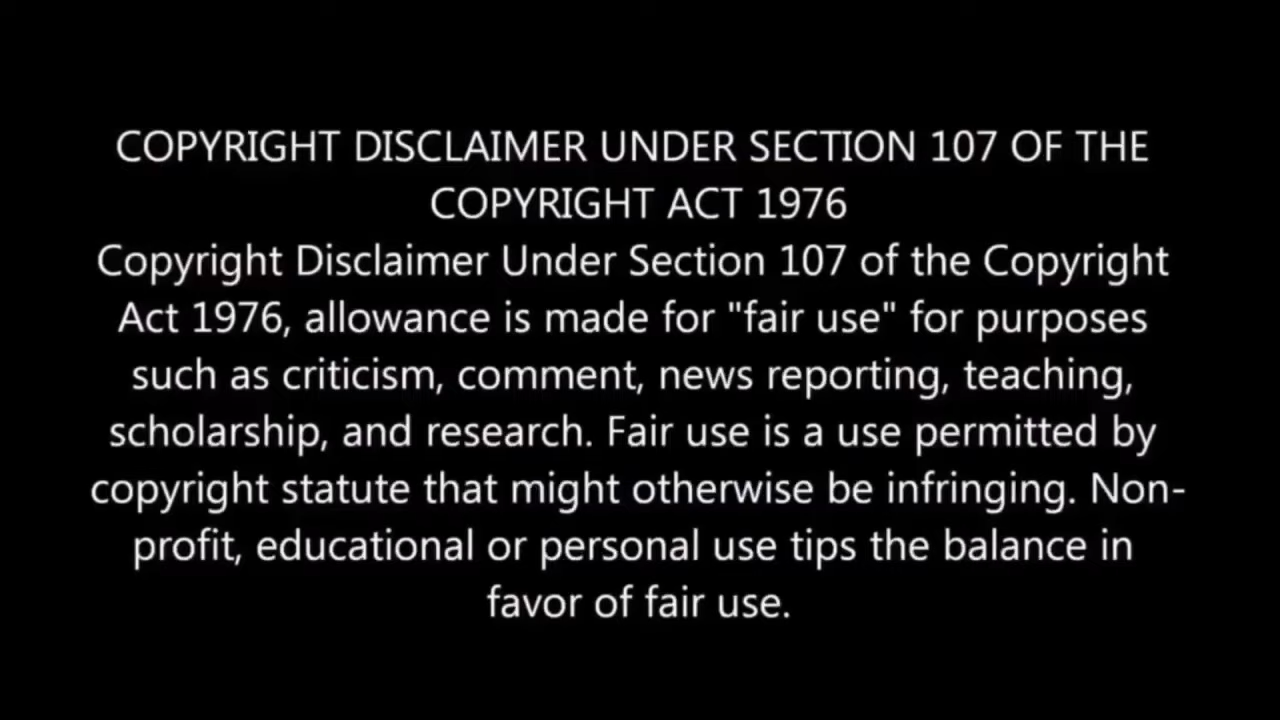 COPYRIGHT DISCLAIMER UNDER SECTION 107 OF THE
COPYRIGHT ACT 1976
Copyright Disclaimer Under Section 107 of the Copyright
Act 1976, allowance is made for "fair use" for purposes
such as criticism, comment, news reporting, teaching,
scholarship, and research. Fair use is a use permitted by
copyright statute that might otherwise be infringing. Non-
profit, educational or personal use tips the balance in
favor of fair use.